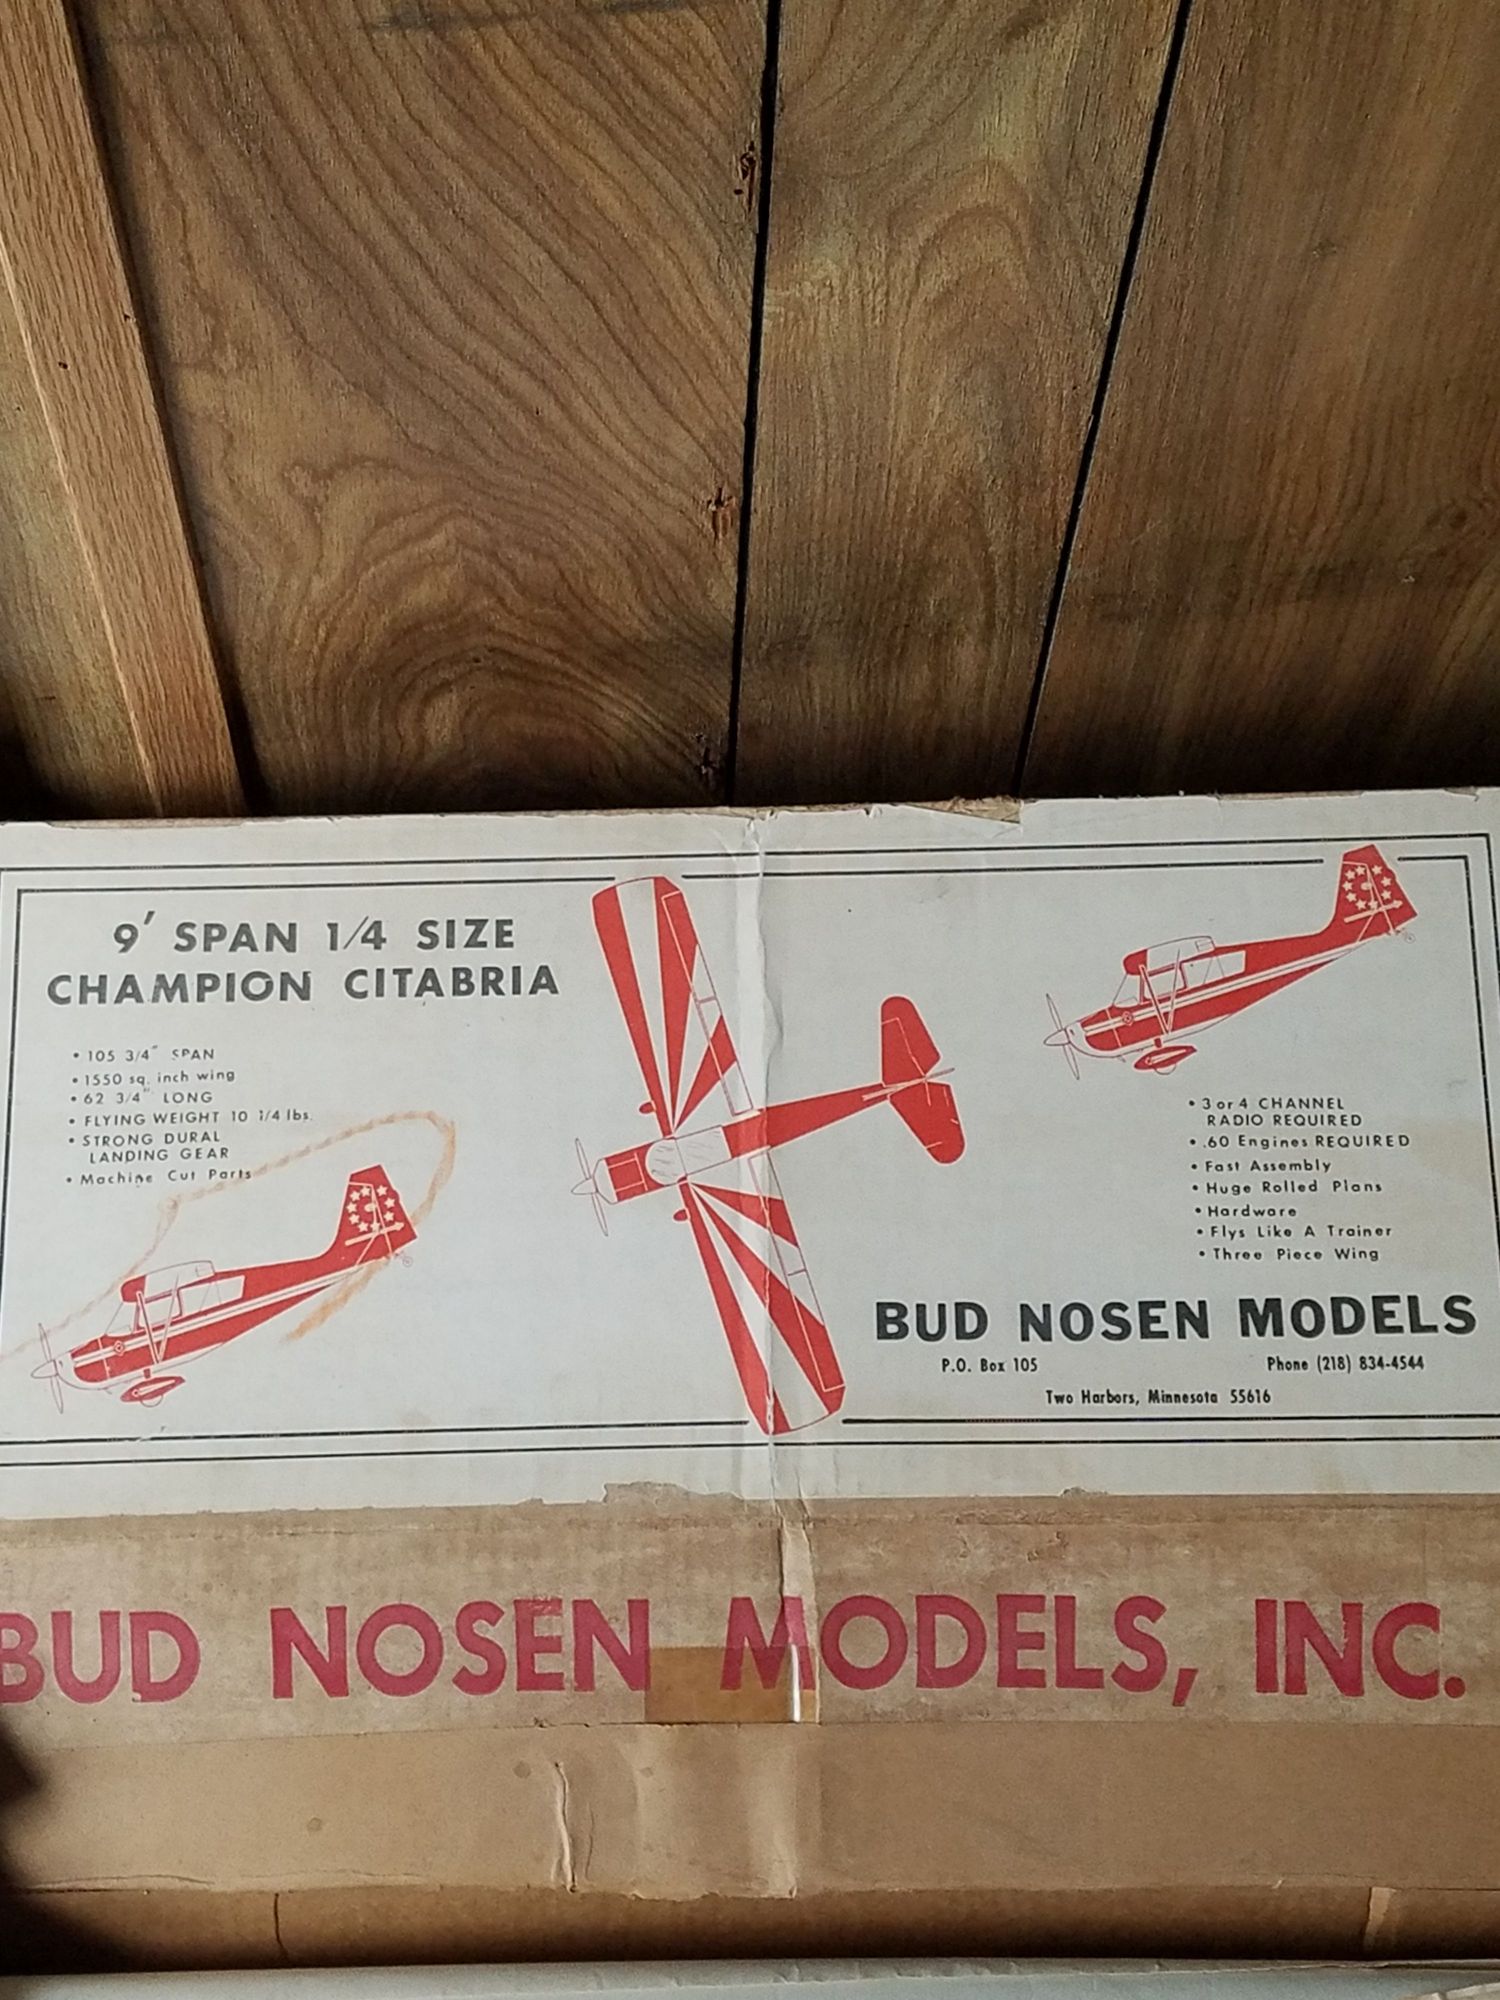 9' SPAN 1/4 SIZE
CHAMPION CITABRIA
• 105 3/4" SPAN
• 1550 sq. inch wing
• 62 3/4" LONG
• FLYING WEIGHT 10 1/4 lbs.
• STRONG DURAL
LANDING GEAR
• Machine Cut Parts
• 3 or 4 CHANNEL
RADIO REQUIRED
• .60 Engines REQUIRED
• Fast Assembly
• Huge Rolled Plans
• Hardware
• Flys Like A Trainer
• Three Piece Wing
BUD NOSEN MODELS
P.O. Box 105 Phone (218) 834-4544
Two Harbors, Minnesota 55616
BUD NOSEN MODELS, INC.